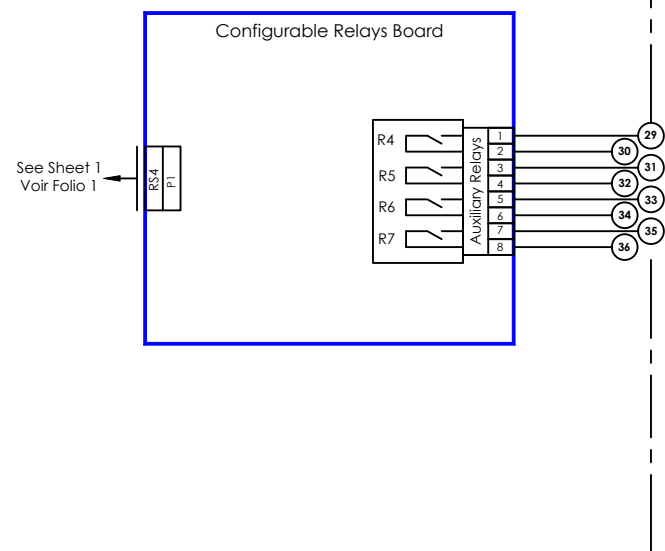 Configurable Relays Board
See Sheet 1
Voir Folio 1
RS4
P1
R4
R5
R6
R7
Auxiliary Relays
1
2
3
4
5
6
7
8
29
30
31
32
33
34
35
36